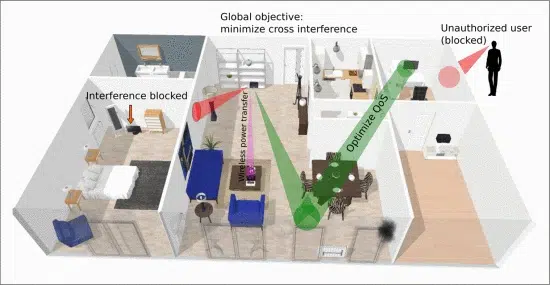 Global objective:
minimize cross interference
Unauthorized user
(blocked)
Interference blocked
Wireless power transfer
Optimize QoS